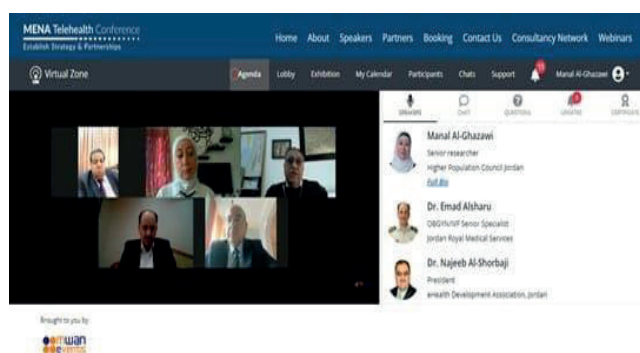 MENA Telehealth Conference
Establish Strategy & Partnerships
Home About Speakers Partners Booking Contact Us Consultancy Network Webinars
Virtual Zone
Agenda Lobby Exhibition My Calendar Participants Chats Support Manal Al-Ghazawi
SPEAKERS CHAT QUESTIONS UPDATES CERTIFICATE
Manal Al-Ghazawi
Senior researcher
Higher Population Council Jordan
Full Bio
Dr. Emad Alsharu
OBGYN/IVF Senior Specialist
Jordan Royal Medical Services
Dr. Najeeb Al-Shorbaji
President
eHealth Development Association, Jordan
Brought to you by
mwan
events